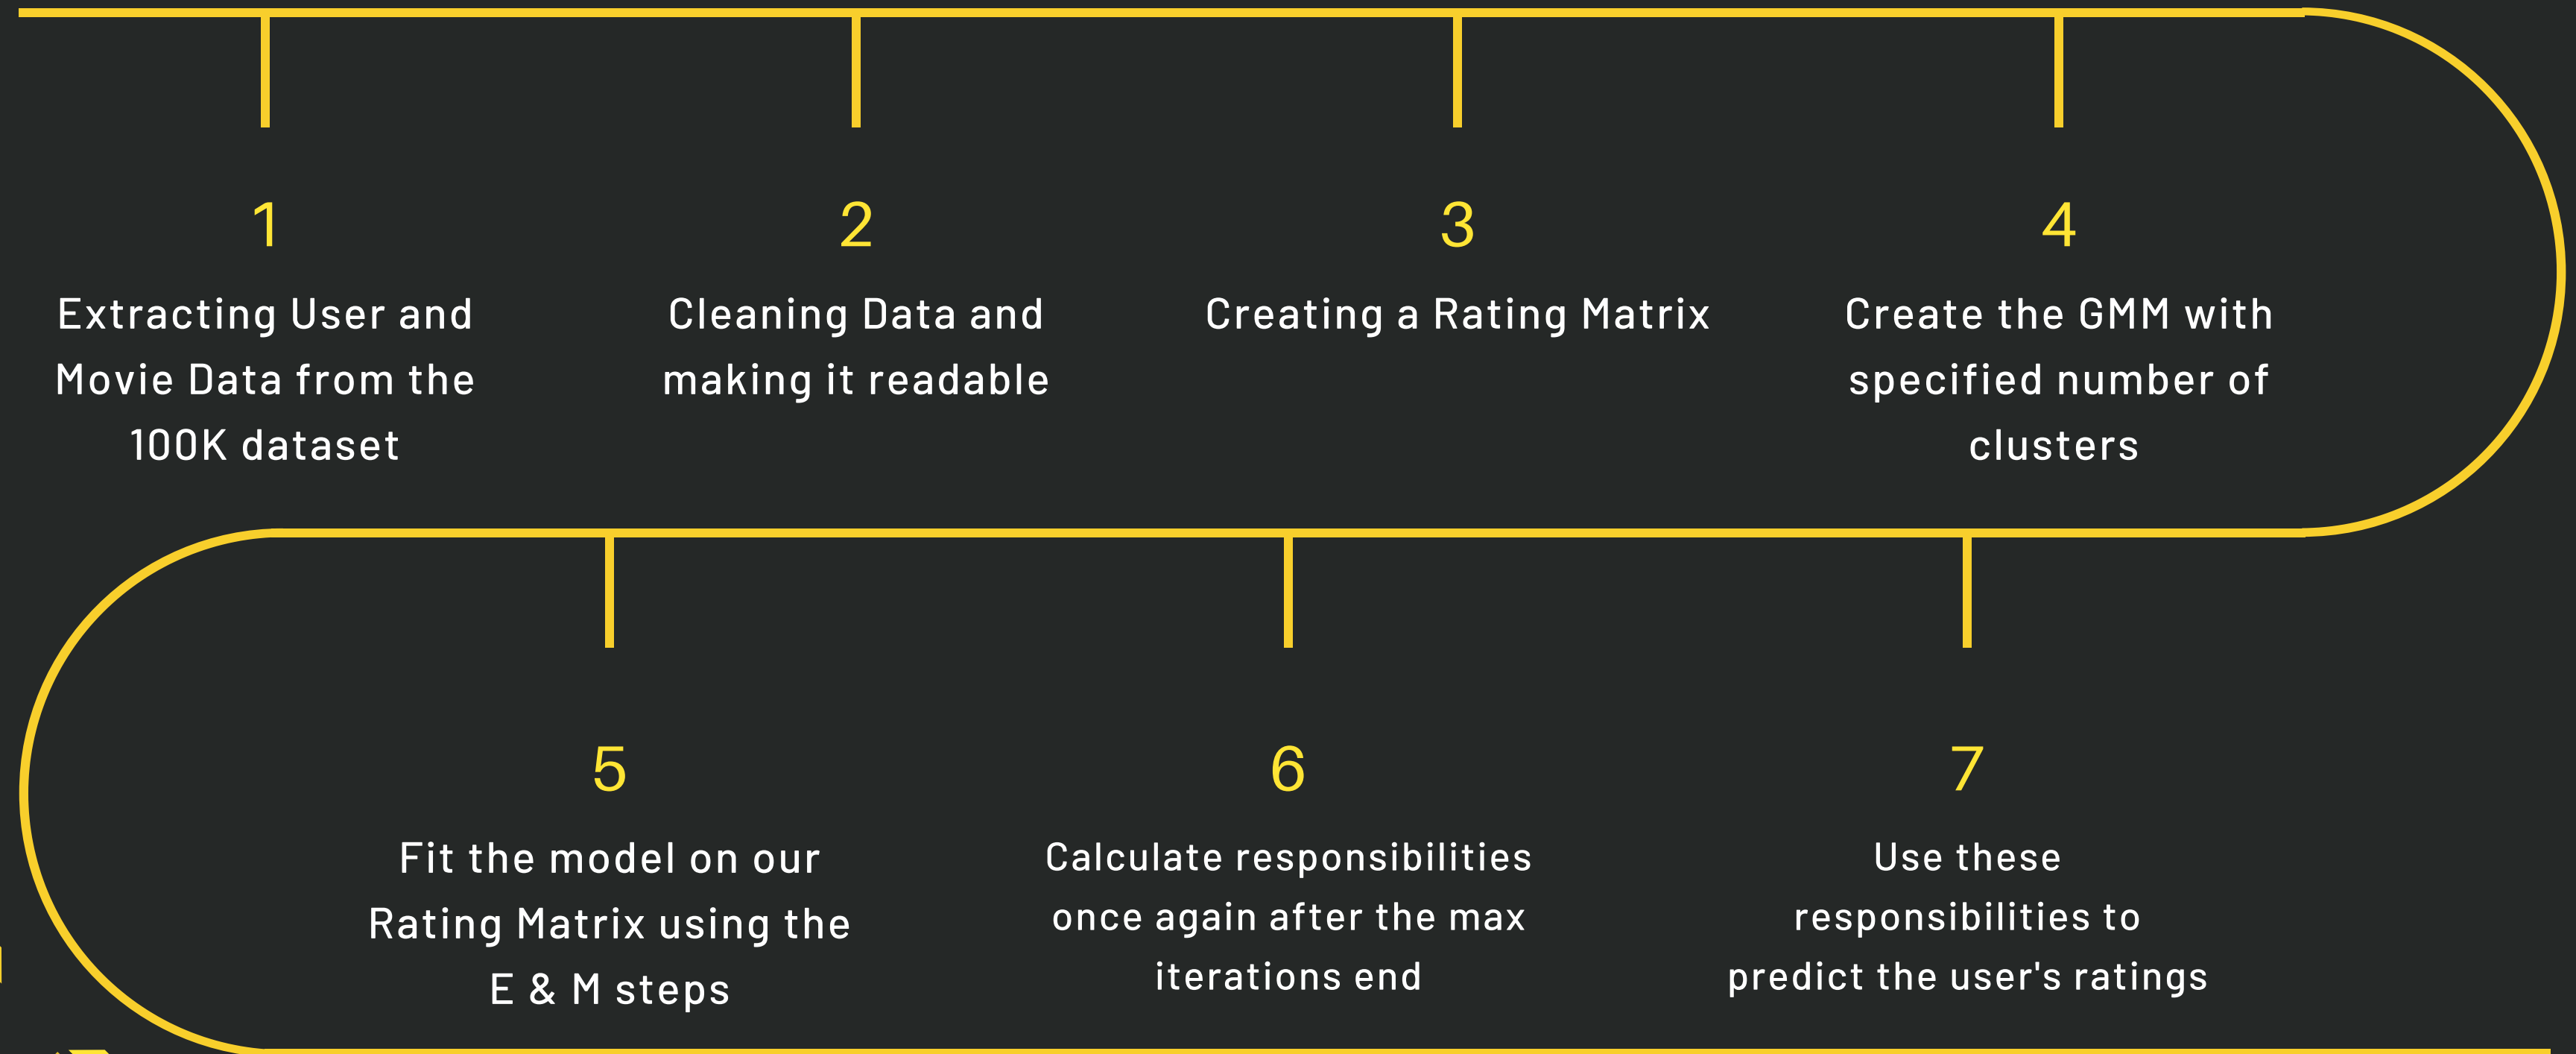 1
Extracting User and
Movie Data from the
100K dataset
2
Cleaning Data and
making it readable
3
Creating a Rating Matrix
4
Create the GMM with
specified number of
clusters
5
Fit the model on our
Rating Matrix using the
E & M steps
6
Calculate responsibilities
once again after the max
iterations end
7
Use these
responsibilities to
predict the user's ratings